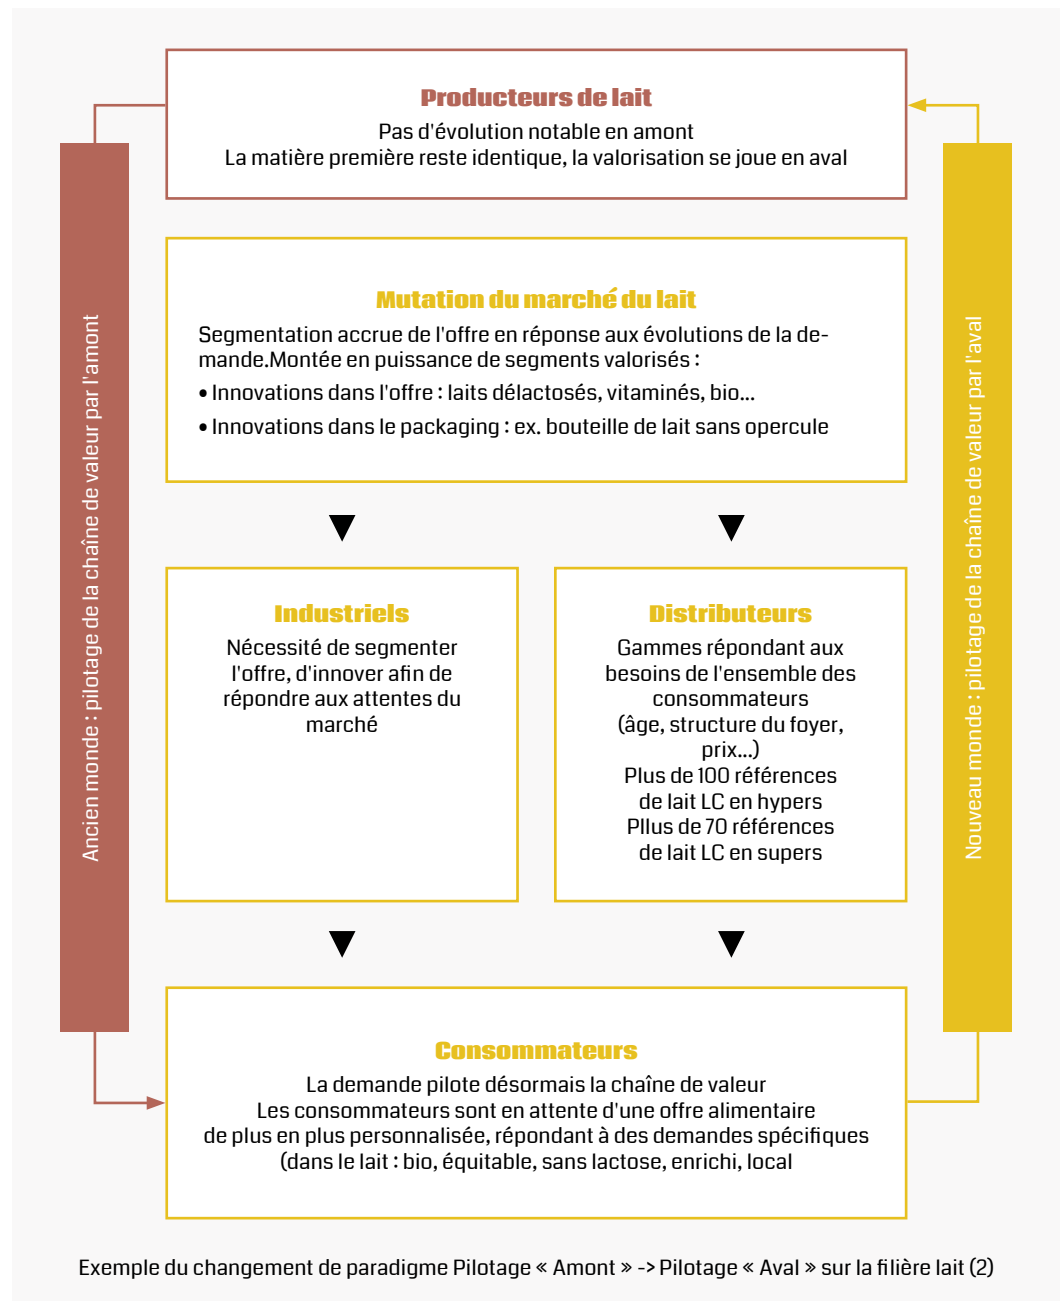 Producteurs de lait
Pas d'évolution notable en amont
La matière première reste identique, la valorisation se joue en aval
Ancien monde : pilotage de la chaîne de valeur par l'amont
Nouveau monde : pilotage de la chaîne de valeur par l'aval
Mutation du marché du lait
Segmentation accrue de l'offre en réponse aux évolutions de la de-
mande.Montée en puissance de segments valorisés :
• Innovations dans l'offre : laits délactosés, vitaminés, bio...
• Innovations dans le packaging : ex. bouteille de lait sans opercule
Industriels
Nécessité de segmenter
l'offre, d'innover afin de
répondre aux attentes du
marché
Distributeurs
Gammes répondant aux
besoins de l'ensemble des
consommateurs
(âge, structure du foyer,
prix...)
Plus de 100 références
de lait LC en hypers
Pllus de 70 références
de lait LC en supers
Consommateurs
La demande pilote désormais la chaîne de valeur
Les consommateurs sont en attente d'une offre alimentaire
de plus en plus personnalisée, répondant à des demandes spécifiques
(dans le lait : bio, équitable, sans lactose, enrichi, local
Exemple du changement de paradigme Pilotage « Amont » -> Pilotage « Aval » sur la filière lait (2)